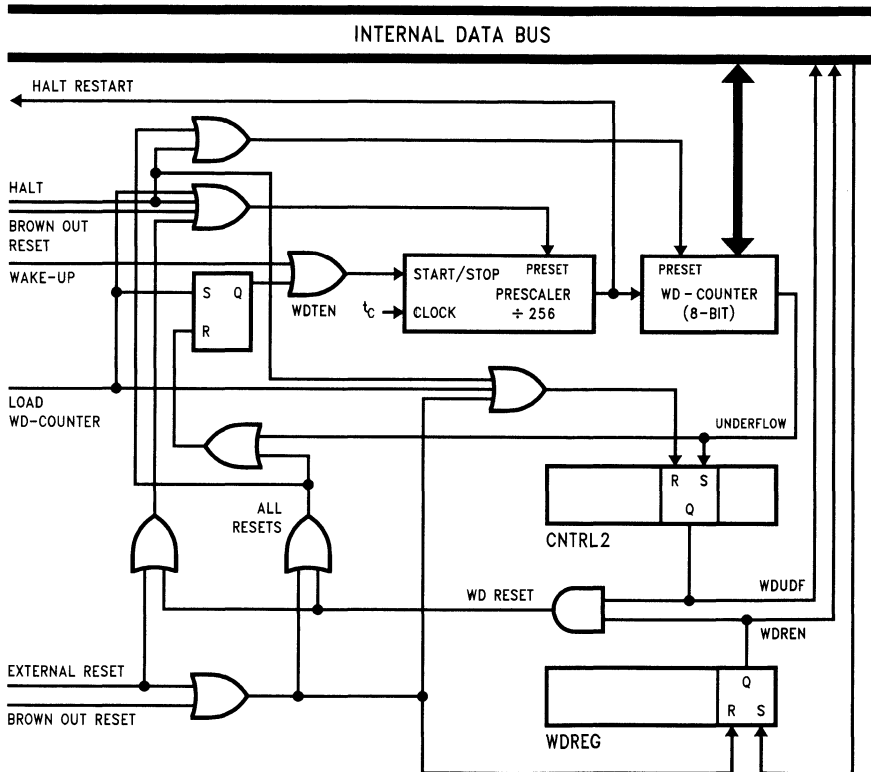 INTERNAL DATA BUS
HALT RESTART
HALT
BROWN OUT
RESET
WAKE-UP
S Q
R
WDTEN
START/STOP
PRESET
tC
CLOCK
PRESCALER
÷ 256
PRESET
WD-COUNTER
(8-BIT)
LOAD
WD-COUNTER
UNDERFLOW
R S
Q
CNTRL2
ALL
RESETS
WD RESET
WDUDF
WDREN
EXTERNAL RESET
BROWN OUT RESET
Q
R S
WDREG